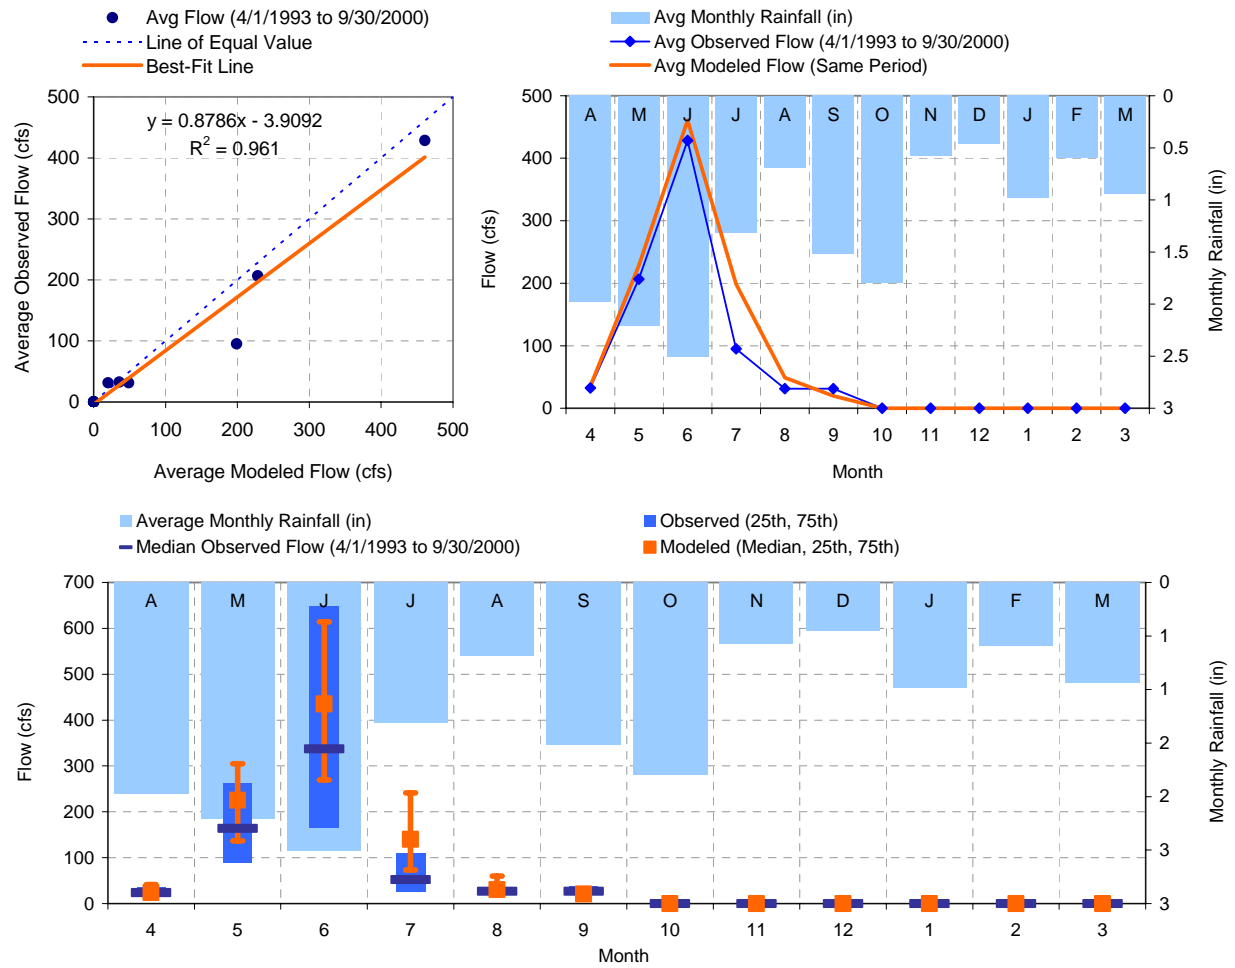 Avg Flow (4/1/1993 to 9/30/2000)
Line of Equal Value
Best-Fit Line
500
400
300
200
100
0
0 100 200 300 400 500
y = 0.8786x - 3.9092
R² = 0.961
Average Observed Flow (cfs)
Average Modeled Flow (cfs)
Avg Monthly Rainfall (in)
Avg Observed Flow (4/1/1993 to 9/30/2000)
Avg Modeled Flow (Same Period)
A M J J A S O N D J F M
500
400
300
200
100
0
0
0.5
1
1.5
2
2.5
3
4 5 6 7 8 9 10 11 12 1 2 3
Flow (cfs)
Monthly Rainfall (in)
Month
Average Monthly Rainfall (in)
Median Observed Flow (4/1/1993 to 9/30/2000)
Observed (25th, 75th)
Modeled (Median, 25th, 75th)
A M J J A S O N D J F M
700
600
500
400
300
200
100
0
0
1
1
2
2
3
3
4 5 6 7 8 9 10 11 12 1 2 3
Flow (cfs)
Monthly Rainfall (in)
Month